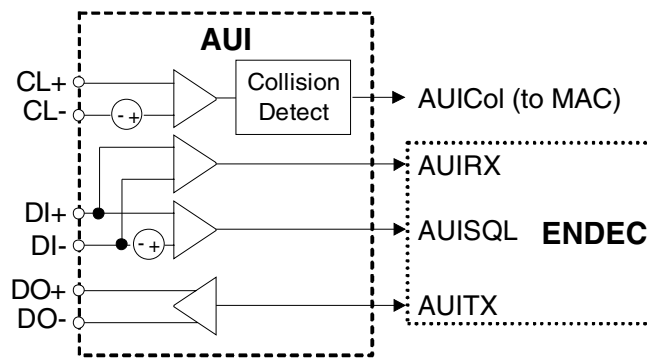 AUI
CL+
CL-
- +
Collision
Detect
AUICol (to MAC)
AUIRX
DI+
DI-
- +
AUISQL
ENDEC
DO+
DO-
AUITX